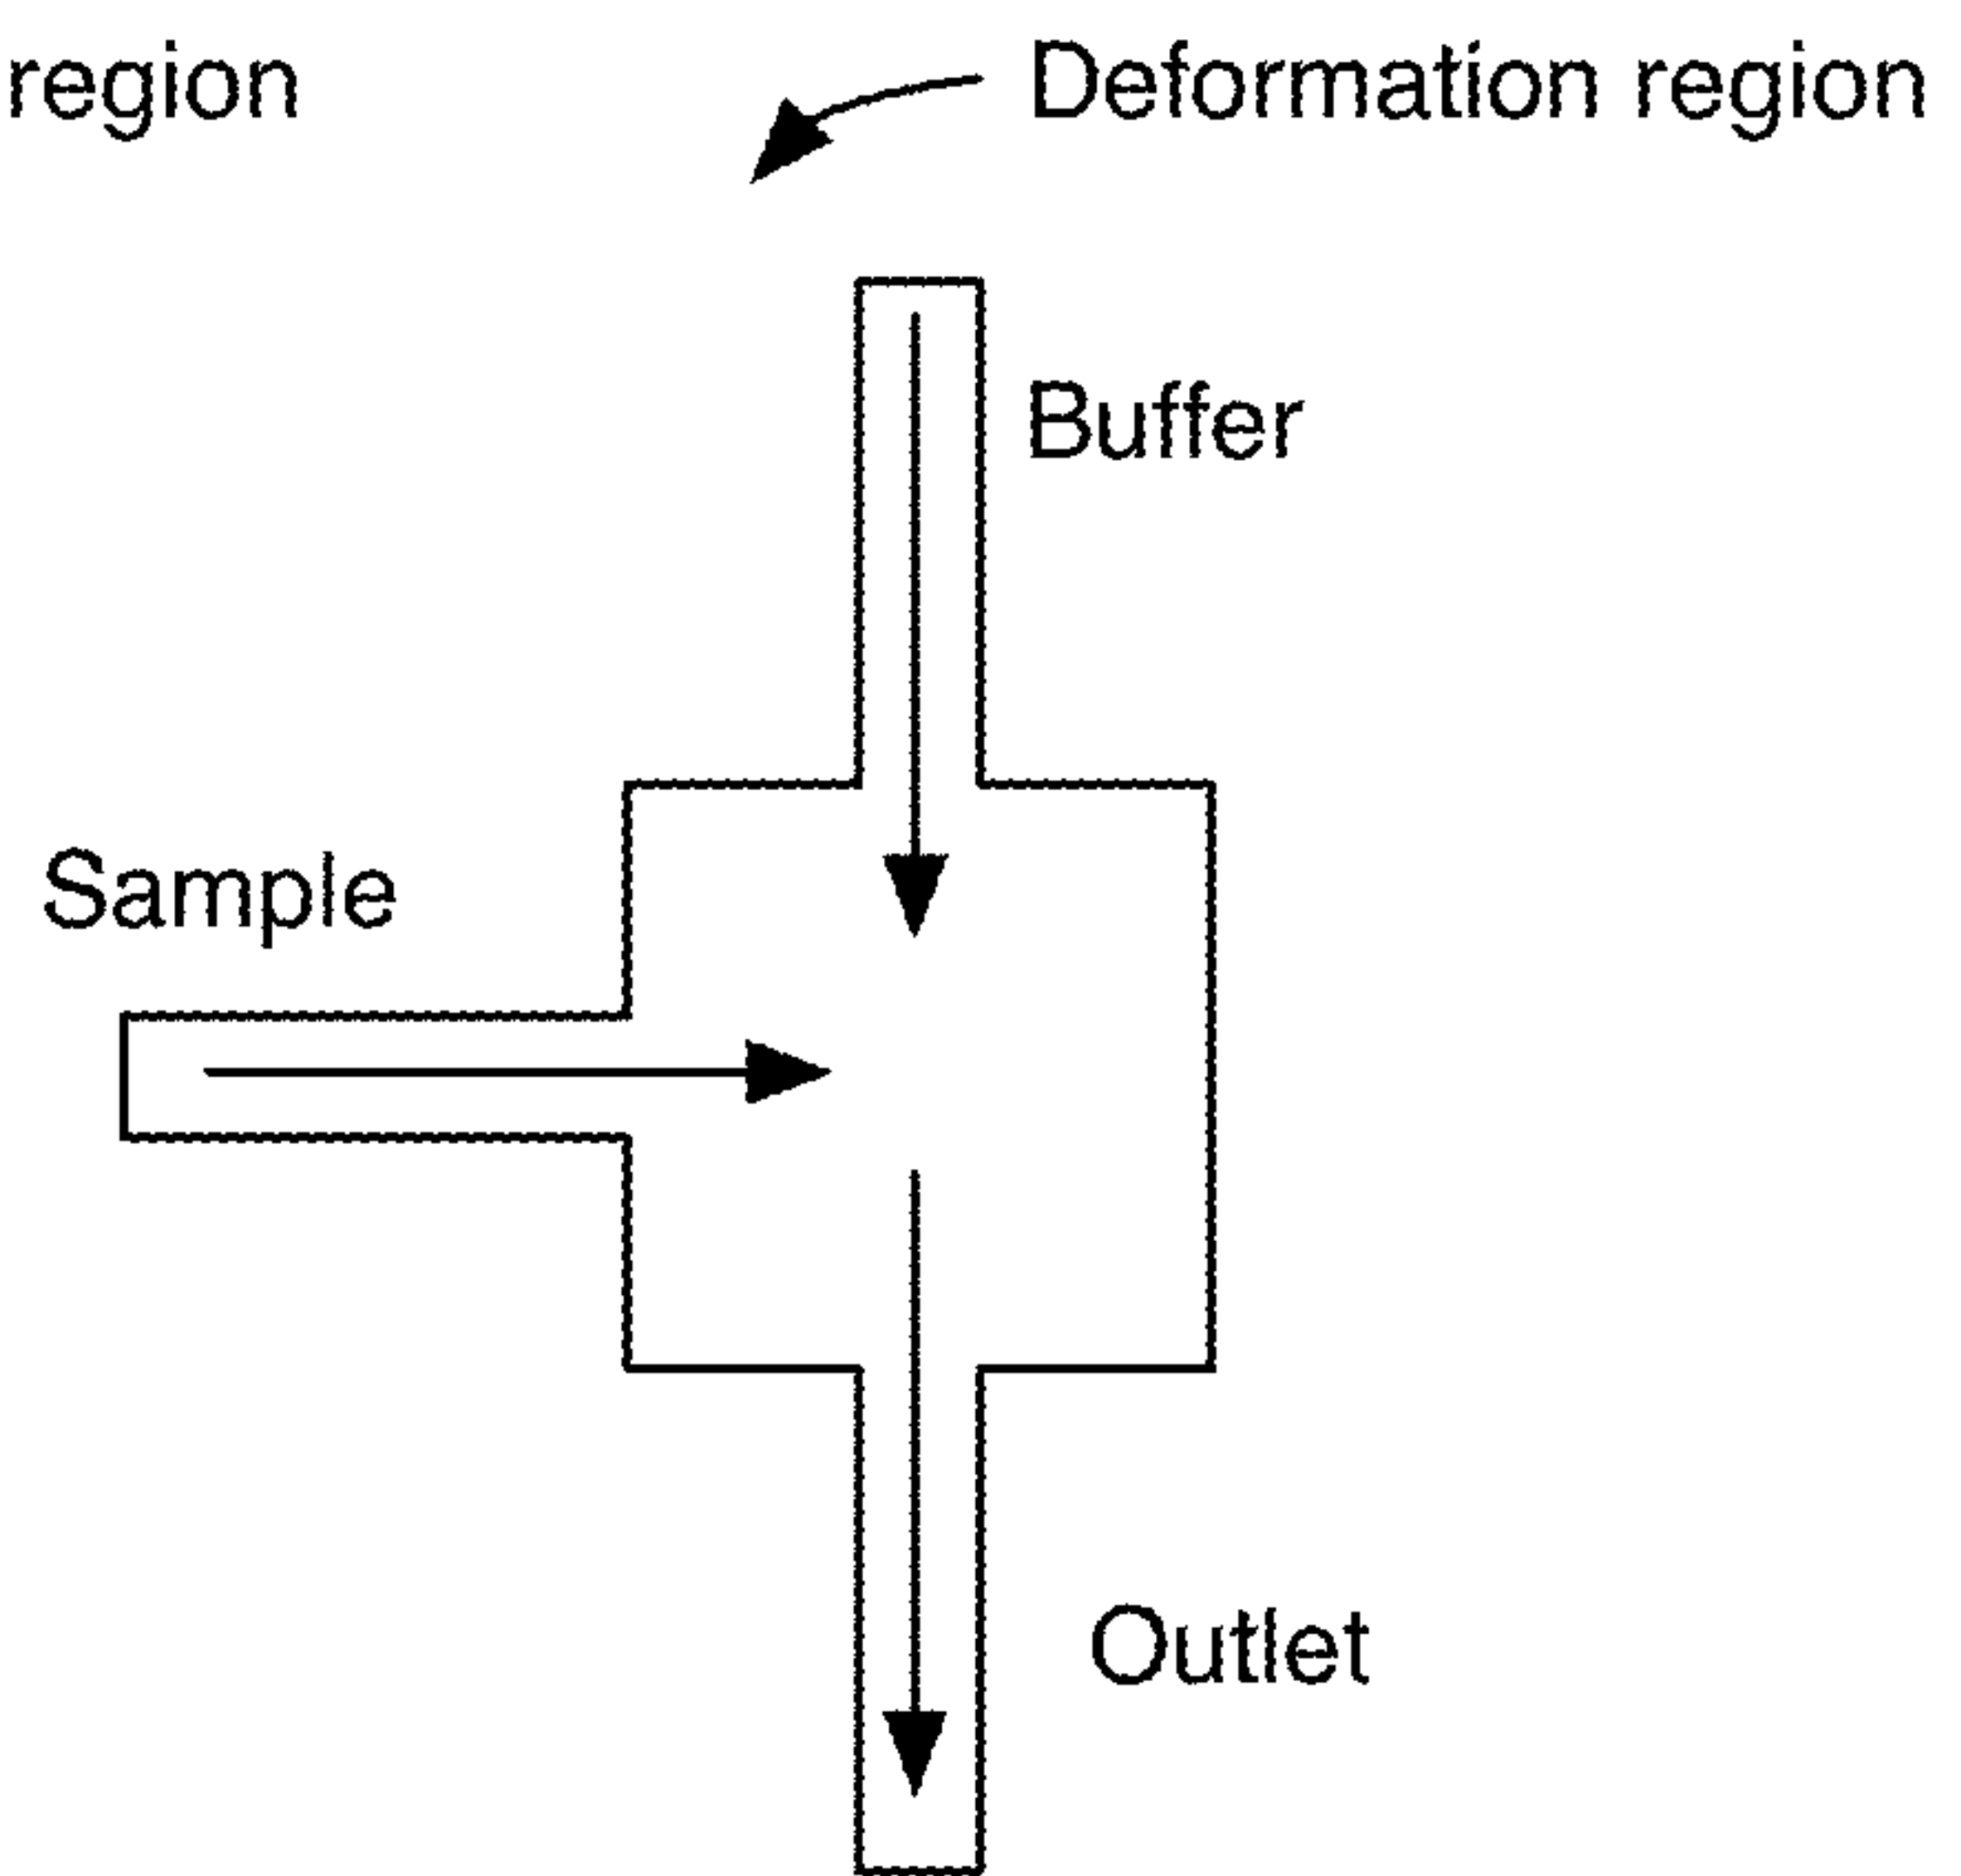 region
Deformation region
Buffer
Sample
Outlet